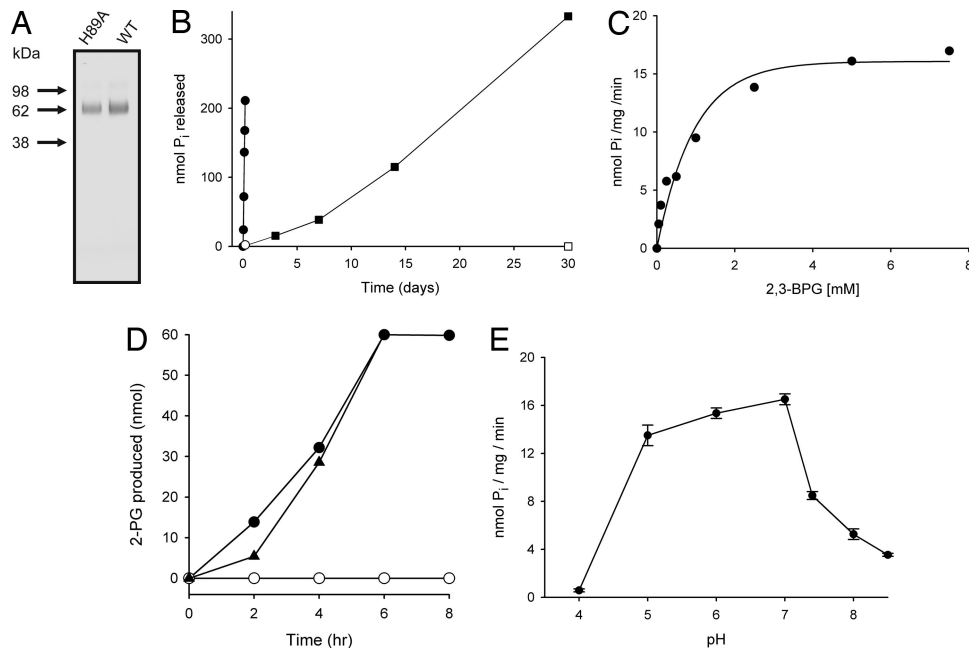 A
H89A
WT
kDa
98
62
38
B
nmol Pi released
300
200
100
0
0 5 10 15 20 25 30
Time (days)
C
nmol Pi /mg /min
20
15
10
5
0
0 2 4 6 8
2,3-BPG [mM]
D
2-PG produced (nmol)
60
50
40
30
20
10
0
0 2 4 6 8
Time (hr)
E
nmol Pi / mg / min
20
16
12
8
4
0
4 5 6 7 8
pH